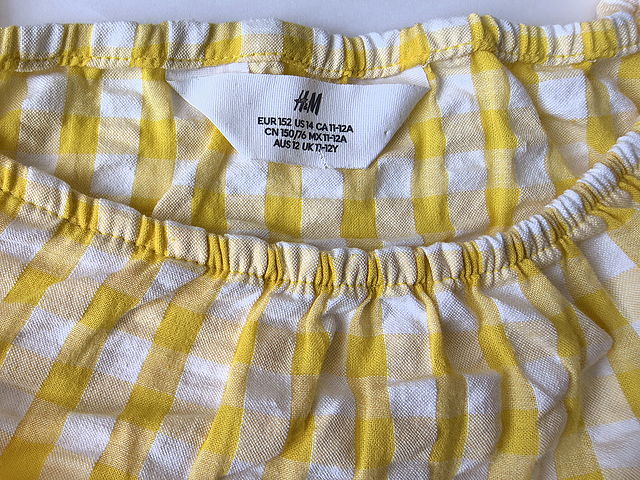 H&M
EUR 152 US 14 CA 11-12A
CN 150/76 MX 11-12A
AUS 12 UK 11-12Y